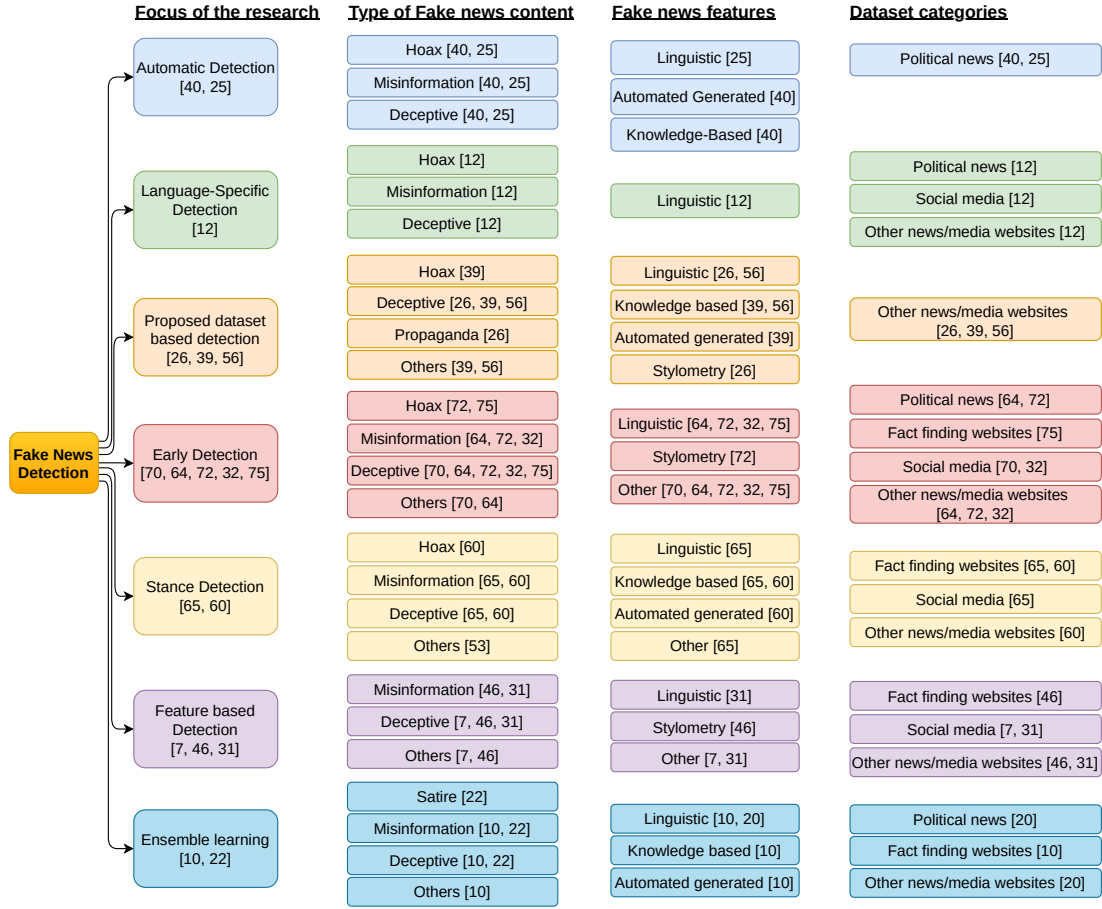 Focus of the research
Type of Fake news content
Fake news features
Dataset categories
Fake News
Detection
Automatic Detection
[40, 25]
Hoax [40, 25]
Misinformation [40, 25]
Deceptive [40, 25]
Linguistic [25]
Automated Generated [40]
Knowledge-Based [40]
Political news [40, 25]
Language-Specific
Detection
[12]
Hoax [12]
Misinformation [12]
Deceptive [12]
Linguistic [12]
Political news [12]
Social media [12]
Other news/media websites [12]
Proposed dataset
based detection
[26, 39, 56]
Hoax [39]
Deceptive [26, 39, 56]
Propaganda [26]
Others [39, 56]
Linguistic [26, 56]
Knowledge based [39, 56]
Automated generated [39]
Stylometry [26]
Other news/media websites
[26, 39, 56]
Early Detection
[70, 64, 72, 32, 75]
Hoax [72, 75]
Misinformation [64, 72, 32]
Deceptive [70, 64, 72, 32, 75]
Others [70, 64]
Linguistic [64, 72, 32, 75]
Stylometry [72]
Other [70, 64, 72, 32, 75]
Political news [64, 72]
Fact finding websites [75]
Social media [70, 32]
Other news/media websites
[64, 72, 32]
Stance Detection
[65, 60]
Hoax [60]
Misinformation [65, 60]
Deceptive [65, 60]
Others [53]
Linguistic [65]
Knowledge based [65, 60]
Automated generated [60]
Other [65]
Fact finding websites [65, 60]
Social media [65]
Other news/media websites [60]
Feature based
Detection
[7, 46, 31]
Misinformation [46, 31]
Deceptive [7, 46, 31]
Others [7, 46]
Linguistic [31]
Stylometry [46]
Other [7, 31]
Fact finding websites [46]
Social media [7, 31]
Other news/media websites [46, 31]
Ensemble learning
[10, 22]
Satire [22]
Misinformation [10, 22]
Deceptive [10, 22]
Others [10]
Linguistic [10, 20]
Knowledge based [10]
Automated generated [10]
Political news [20]
Fact finding websites [10]
Other news/media websites [20]